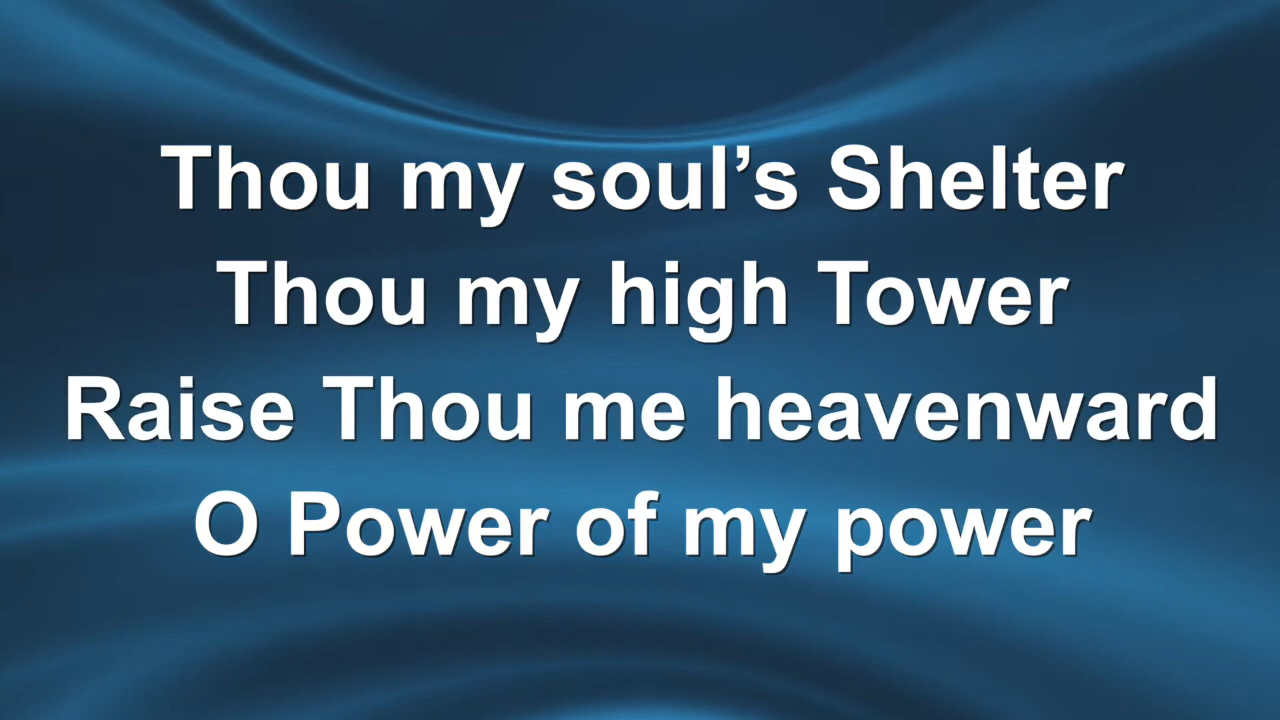 Thou my soul’s Shelter
Thou my high Tower
Raise Thou me heavenward
O Power of my power